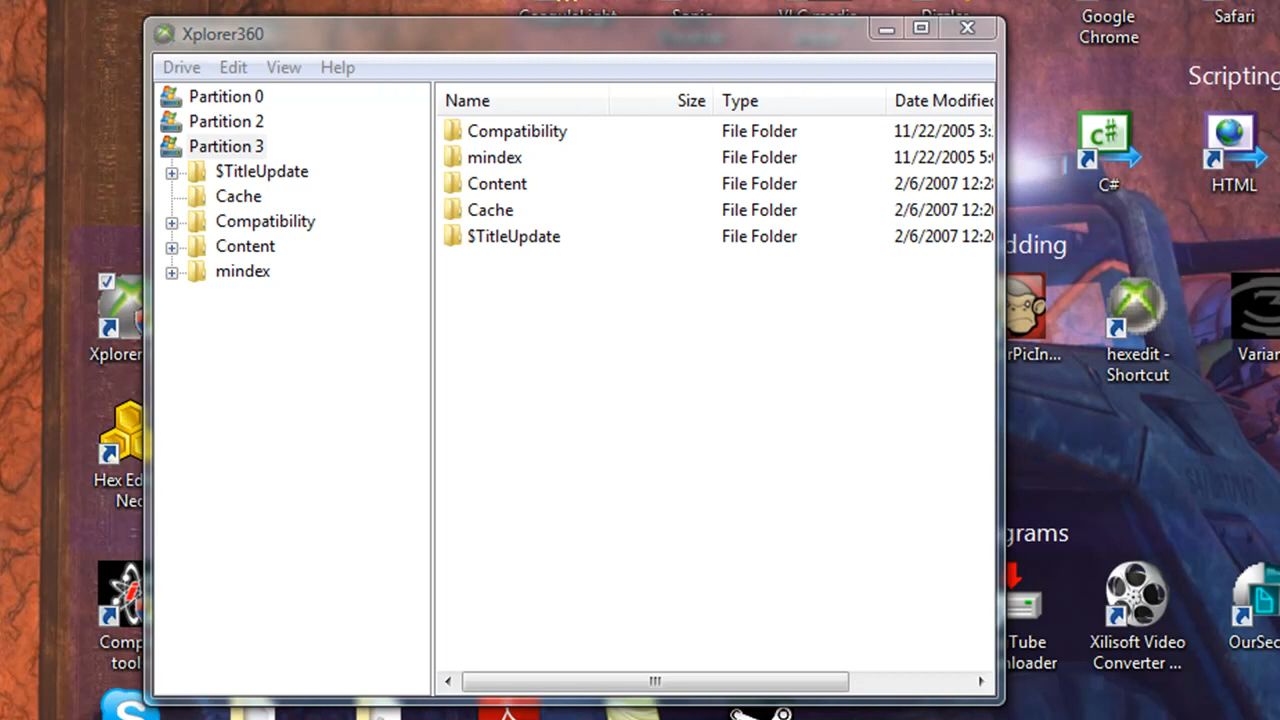 Xplorer360
Drive Edit View Help
Partition 0
Partition 2
Partition 3
$TitleUpdate
Cache
Compatibility
Content
mindex
Name Size Type Date Modified
Compatibility File Folder 11/22/2005 3:
mindex File Folder 11/22/2005 5:
Content File Folder 2/6/2007 12:2
Cache File Folder 2/6/2007 12:2
$TitleUpdate File Folder 2/6/2007 12:2
Google
Chrome
Safari
Scripting
C#
HTML
dding
Xplorer
rPicIn...
hexedit -
Shortcut
Varian
Hex Ed
Neo
grams
Comp
tool
Tube
nloader
Xilisoft Video
Converter ...
OurSec